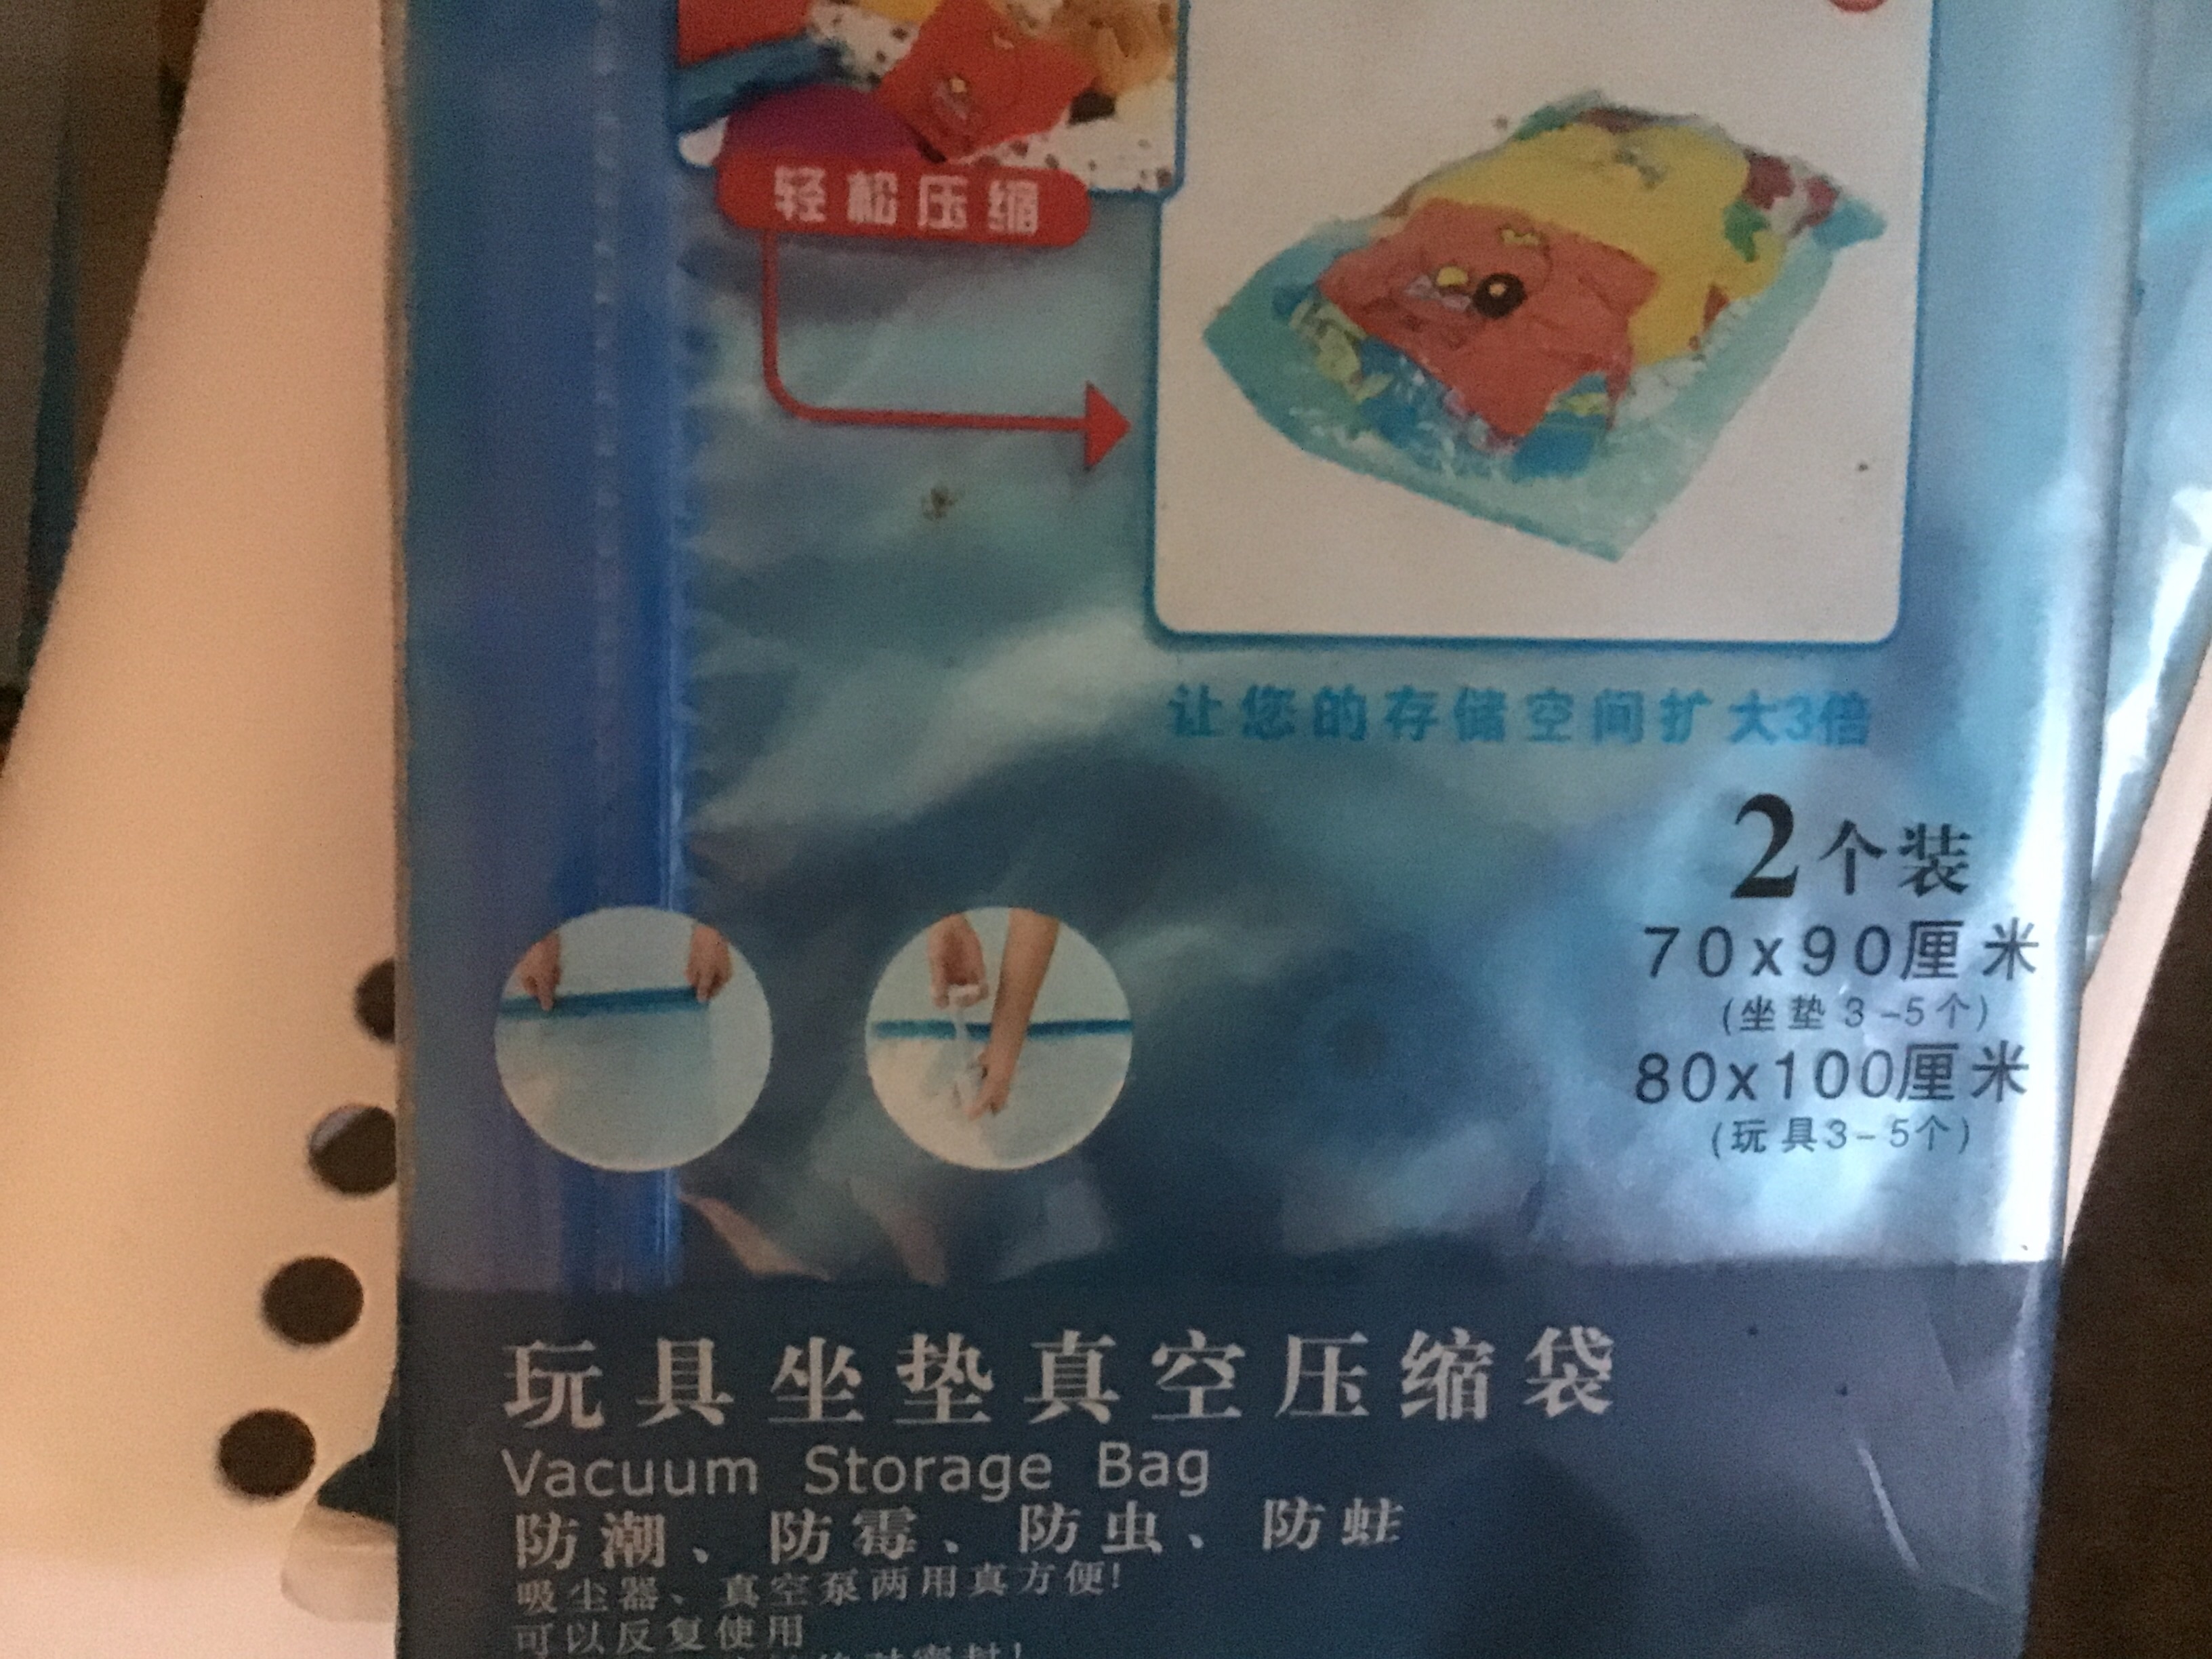 轻松压缩
让您的存储空间扩大3倍
2个装
70x90厘米
(坐垫3-5个)
80x100厘米
(玩具3-5个)
玩具坐垫真空压缩袋
Vacuum Storage Bag
防潮、防霉、防虫、防蛀
吸尘器、真空泵两用真方便!
可以反复使用
密封!